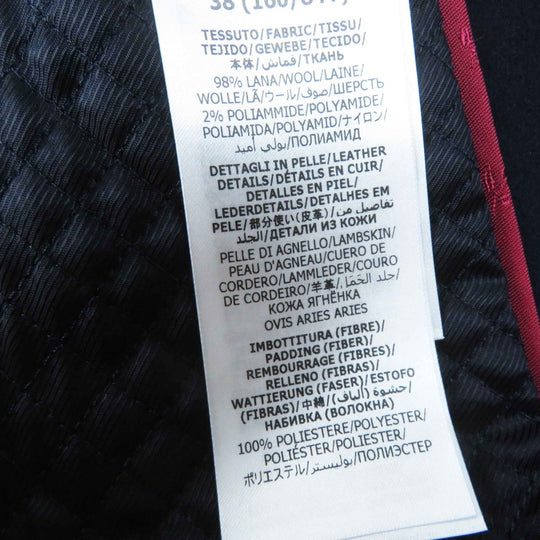 38 (160/84
TESSUTO/FABRIC/TISSU/
TEJIDO/GEWEBE/TECIDO/
本体/قماش/ТКАНЬ
98% LANA/WOOL/LAINE/
WOLLE/LÃ/ウール/صوف/ШЕРСТЬ
2% POLIAMMIDE/POLYAMIDE/
POLIAMIDA/POLYAMID/ナイロン/
بولي أميد/ПОЛИАМИД
DETTAGLI IN PELLE/LEATHER
DETAILS/DÉTAILS EN CUIR/
DETALLES EN PIEL/
LEDERDETAILS/DETALHES EM
PELE/部分使い(皮革)/تفاصيل من
الجلد/ДЕТАЛИ ИЗ КОЖИ
PELLE DI AGNELLO/LAMBSKIN/
PEAU D'AGNEAU/CUERO DE
CORDERO/LAMMLEDER/COURO
DE CORDEIRO/羊革/جلد الحَمَل/
КОЖА ЯГНЁНКА
OVIS ARIES ARIES
IMBOTTITURA (FIBRE)/
PADDING (FIBER)/
REMBOURRAGE (FIBRES)/
RELLENO (FIBRAS)/
WATTIERUNG (FASER)/ESTOFO
(FIBRAS)/中綿/حشوة (ألياف)/
НАБИВКА (ВОЛОКНА)
100% POLIESTERE/POLYESTER/
POLIÉSTER/POLYESTER/
ポリエステル/بوليستر/ПОЛИЭСТЕР